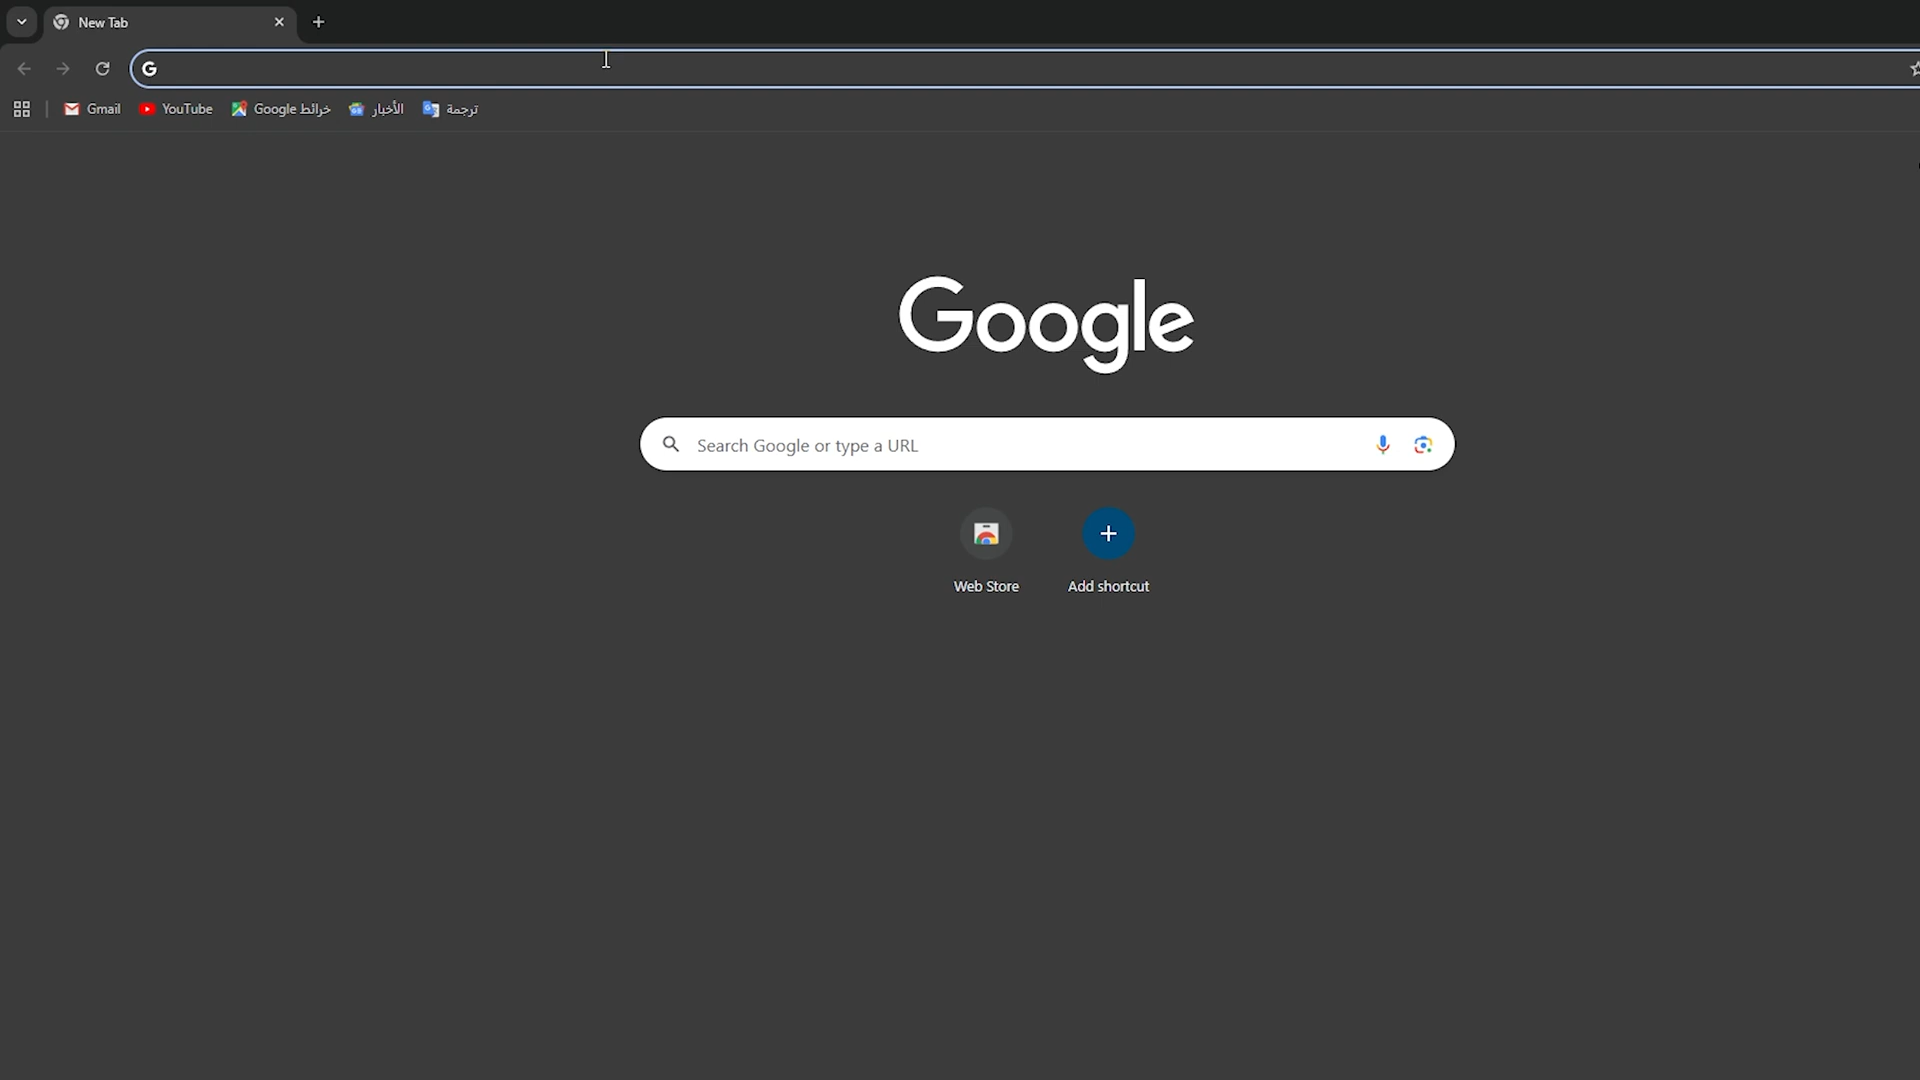 New Tab
Gmail YouTube خرائط Google الأخبار ترجمة
Google
Search Google or type a URL
Web Store Add shortcut